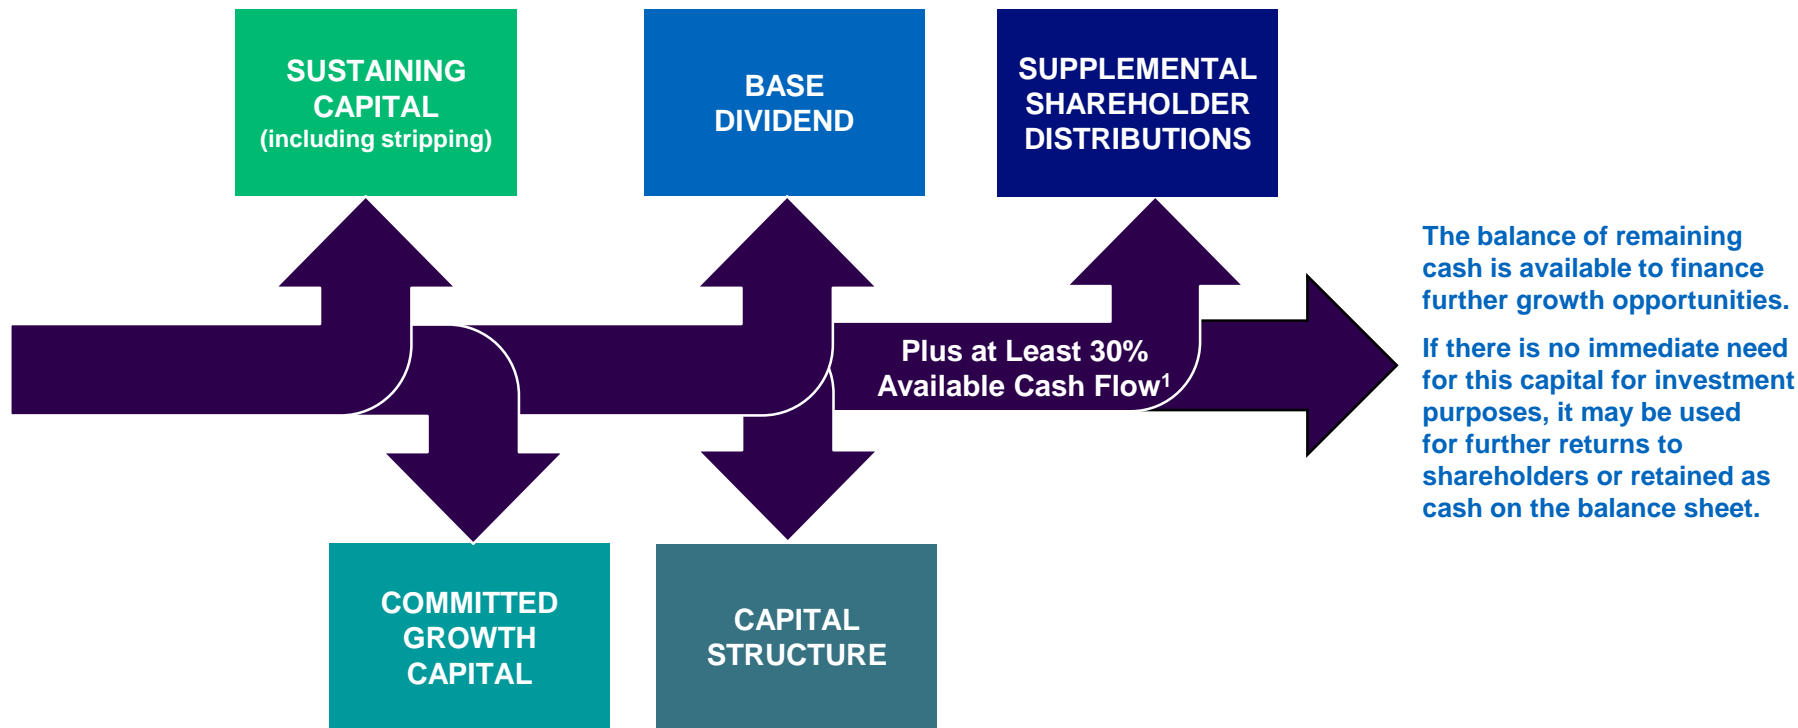 SUSTAINING
CAPITAL
(including stripping)
BASE
DIVIDEND
SUPPLEMENTAL
SHAREHOLDER
DISTRIBUTIONS
Plus at Least 30%
Available Cash Flow¹
The balance of remaining
cash is available to finance
further growth opportunities.
If there is no immediate need
for this capital for investment
purposes, it may be used
for further returns to
shareholders or retained as
cash on the balance sheet.
COMMITTED
GROWTH
CAPITAL
CAPITAL
STRUCTURE